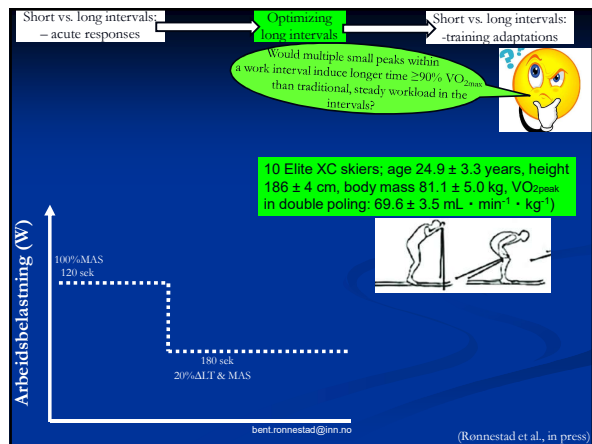 Short vs. long intervals:
– acute responses
Optimizing
long intervals
Short vs. long intervals:
-training adaptations
Would multiple small peaks within
a work interval induce longer time ≥90% VO2max
than traditional, steady workload in the
intervals?
??
10 Elite XC skiers; age 24.9 ± 3.3 years, height
186 ± 4 cm, body mass 81.1 ± 5.0 kg, VO2peak
in double poling: 69.6 ± 3.5 mL・min-1・kg-1)
Arbeidsbelastning (W)
100%MAS
120 sek
180 sek
20%ΔLT & MAS
bent.ronnestad@inn.no
(Rønnestad et al., in press)